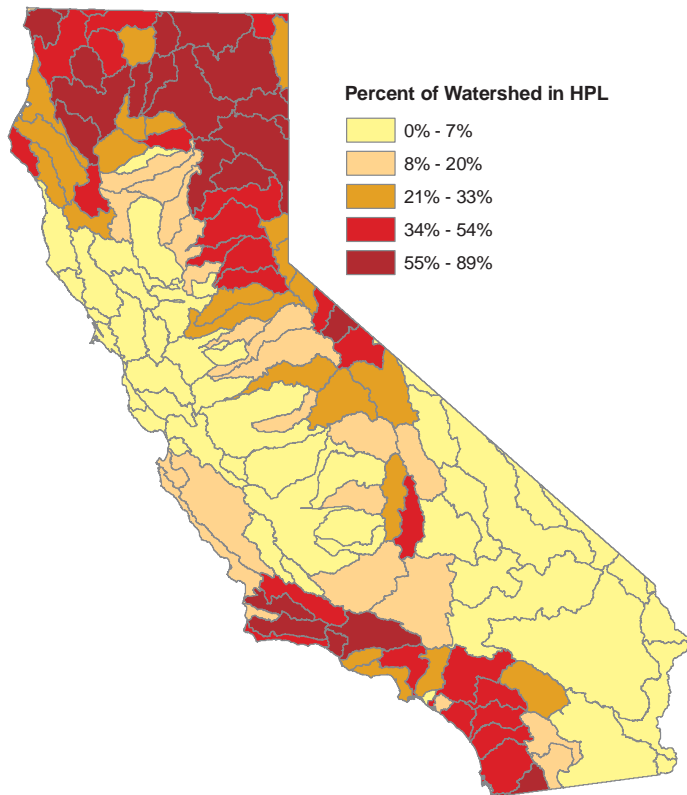 Percent of Watershed in HPL
0% - 7%
8% - 20%
21% - 33%
34% - 54%
55% - 89%